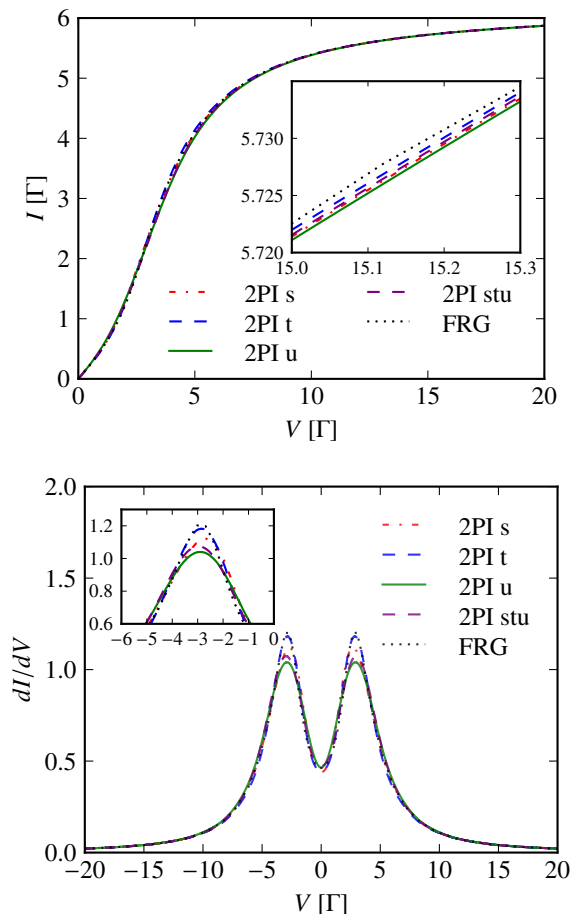 6
5
4
3
2
1
0
I [Γ]
5.730
5.725
5.720
15.0 15.1 15.2 15.3
2PI s
2PI t
2PI u
2PI stu
FRG
0 5 10 15 20
V [Γ]
2.0
1.5
1.0
0.5
0.0
dI/dV
1.2
1.0
0.8
0.6
−6 −5 −4 −3 −2 −1 0
2PI s
2PI t
2PI u
2PI stu
FRG
−20 −15 −10 −5 0 5 10 15 20
V [Γ]